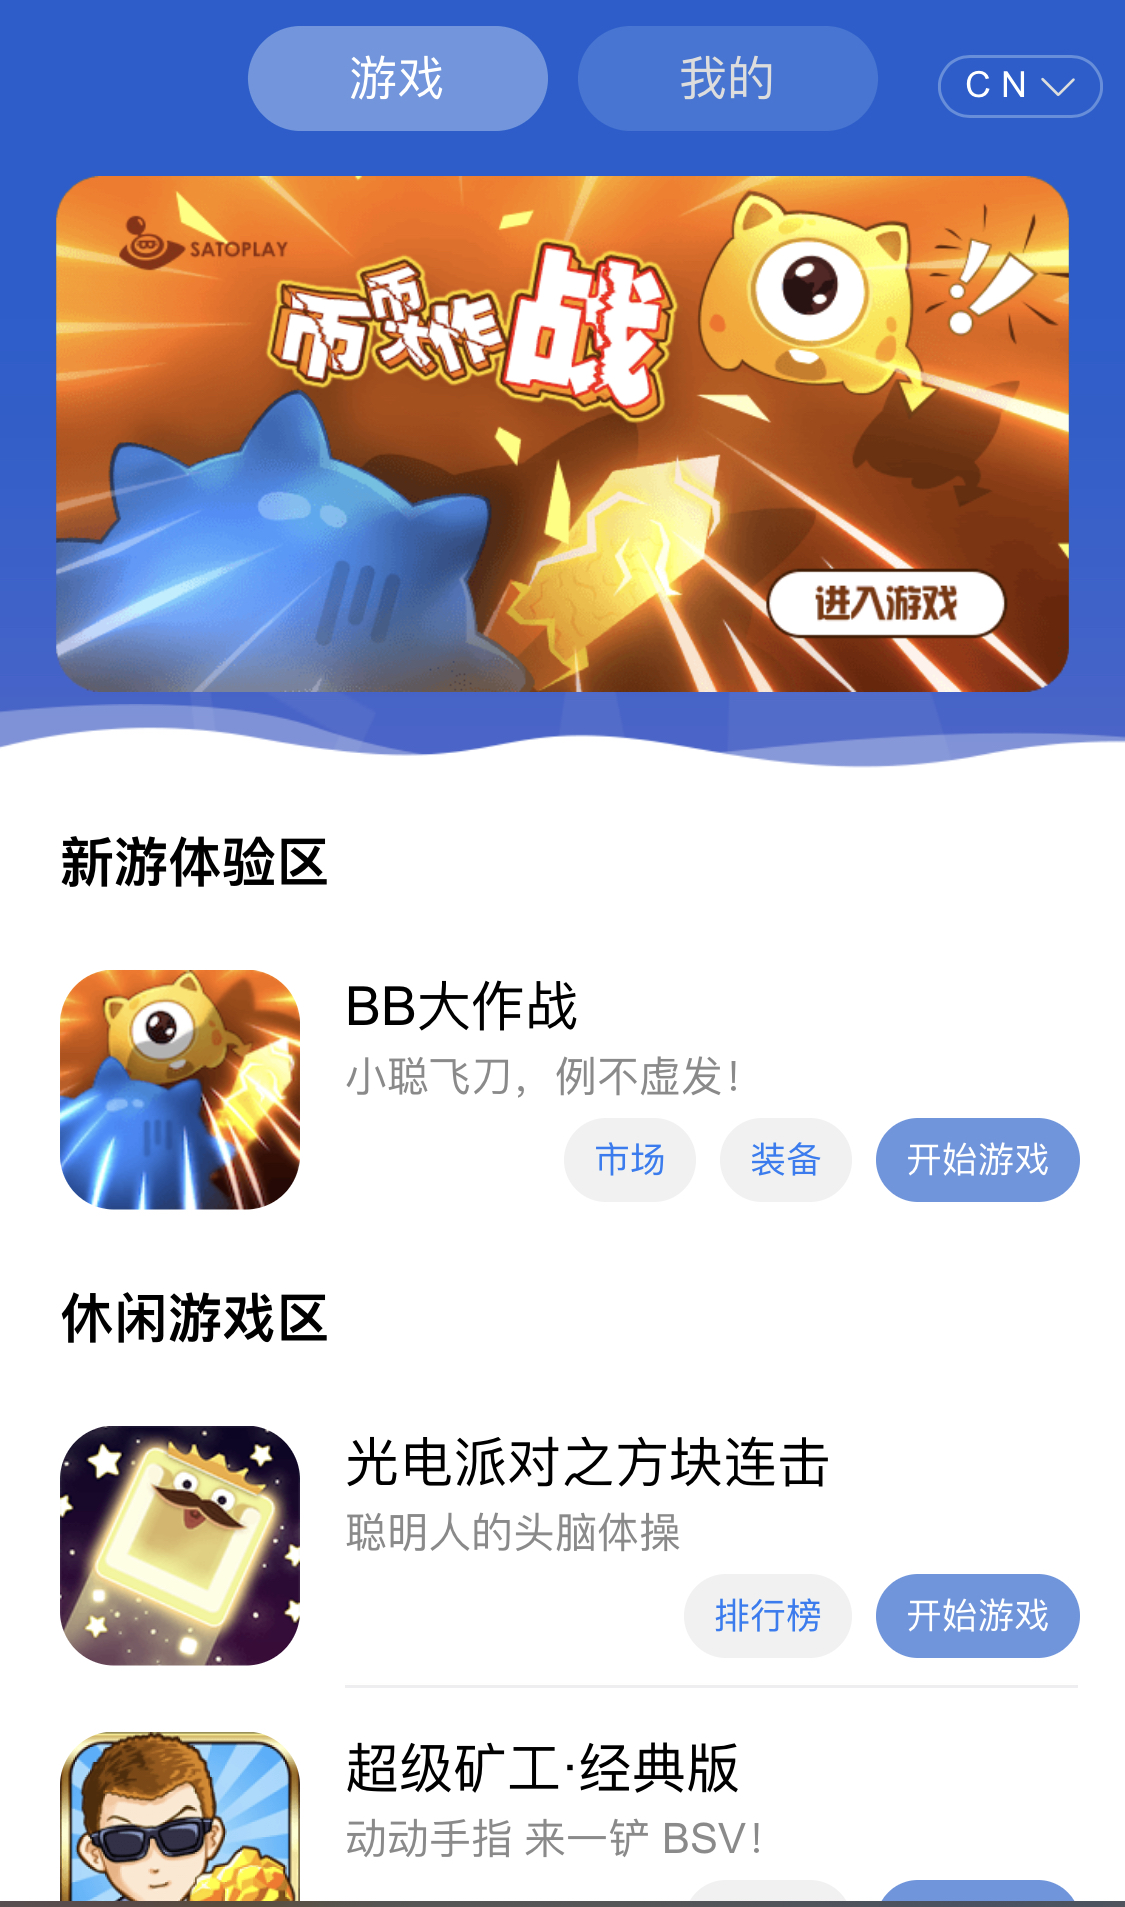 游戏
我的
CN
SATOPLAY
币币大作战
进入游戏
新游体验区
BB大作战
小聪飞刀，例不虚发！
市场
装备
开始游戏
休闲游戏区
光电派对之方块连击
聪明人的头脑体操
排行榜
开始游戏
超级矿工·经典版
动动手指 来一铲 BSV！